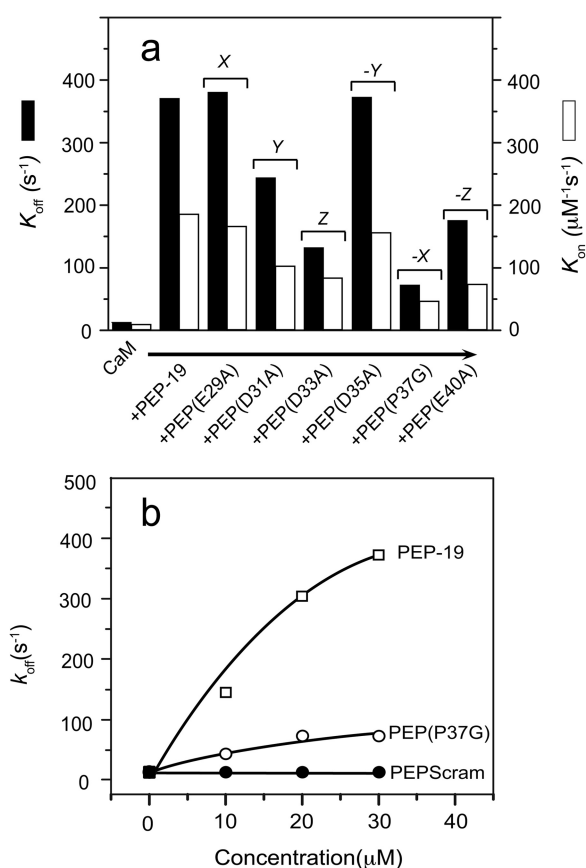 a
400
300
200
100
0
K_off (s⁻¹)
400
300
200
100
0
K_on (μM⁻¹s⁻¹)
X
Y
Z
-Y
-X
-Z
CaM
+PEP-19
+PEP(E29A)
+PEP(D31A)
+PEP(D33A)
+PEP(D35A)
+PEP(P37G)
+PEP(E40A)
b
500
400
300
200
100
0
k_off(s⁻¹)
PEP-19
PEP(P37G)
PEPScram
0 10 20 30 40
Concentration(μM)